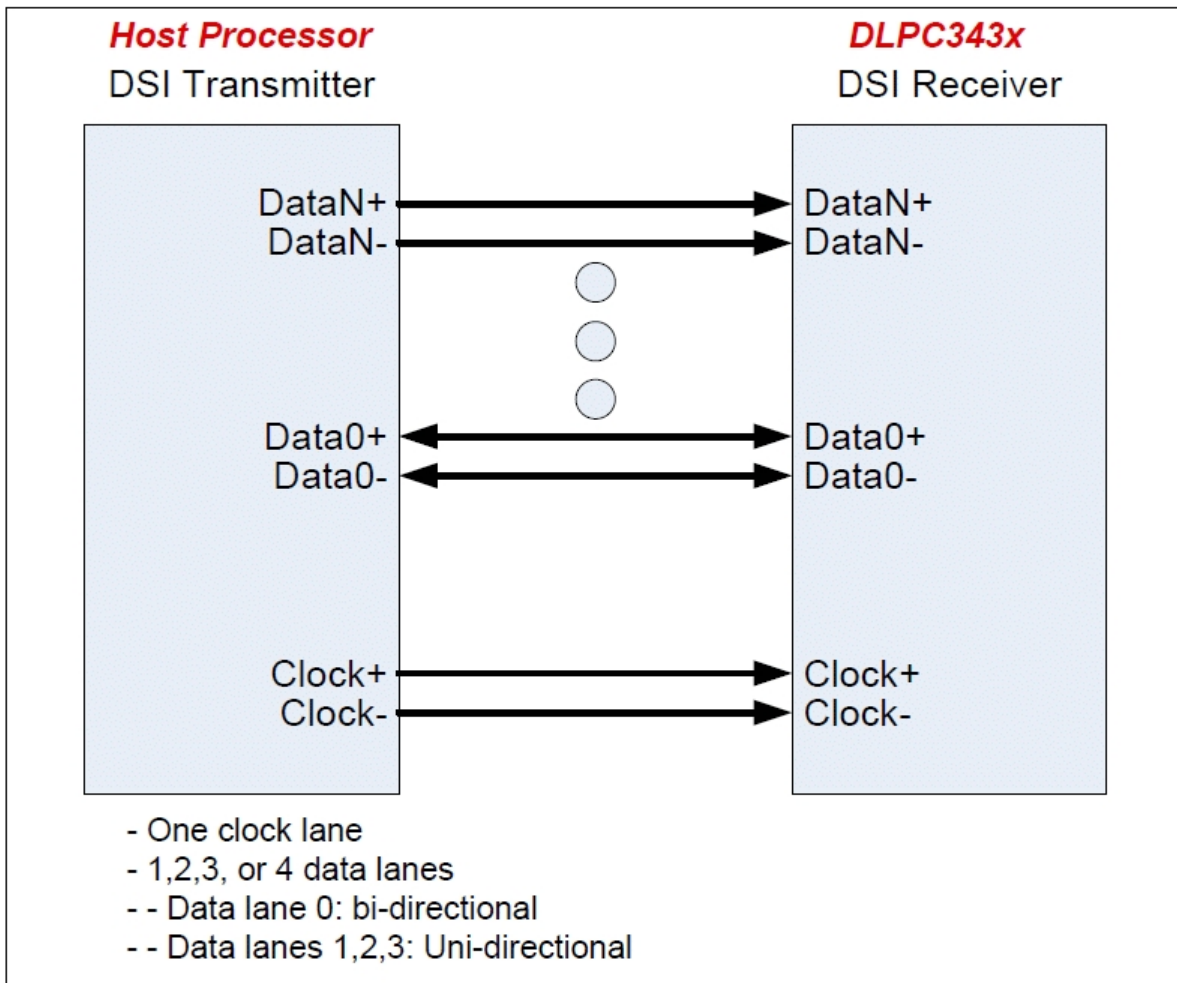 Host Processor
DSI Transmitter
DLPC343x
DSI Receiver
DataN+
DataN-
DataN+
DataN-
Data0+
Data0-
Data0+
Data0-
Clock+
Clock-
Clock+
Clock-
- One clock lane
- 1,2,3, or 4 data lanes
- - Data lane 0: bi-directional
- - Data lanes 1,2,3: Uni-directional